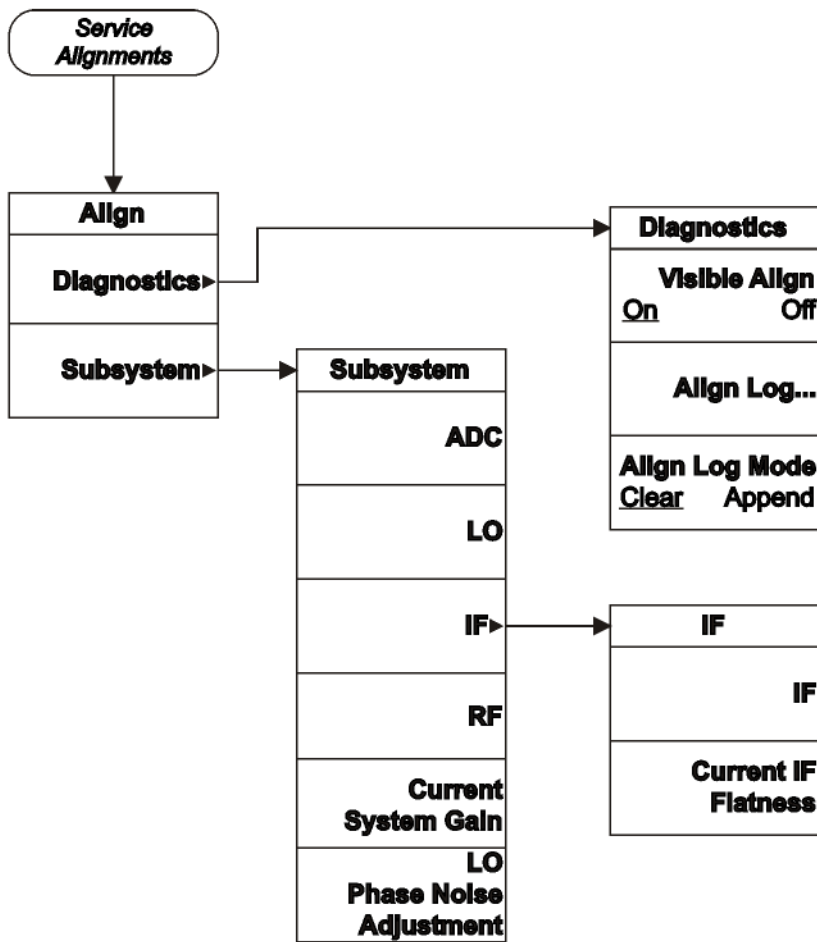 Service
Alignments
Align
Diagnostics
Subsystem
Subsystem
ADC
LO
IF
RF
Current
System Gain
LO
Phase Noise
Adjustment
Diagnostics
Visible Align
On Off
Align Log...
Align Log Mode
Clear Append
IF
IF
Current IF
Flatness